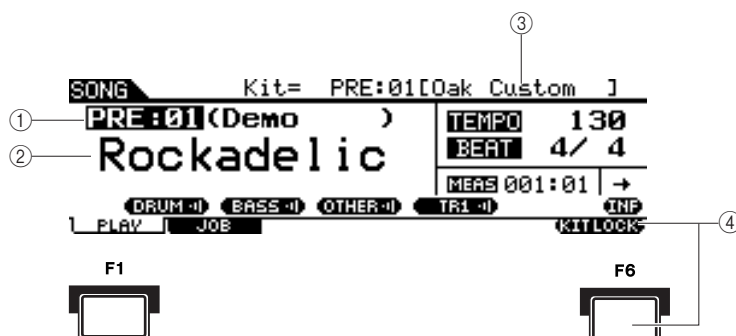 ③
SONG Kit= PRE:01[Oak Custom ]
① PRE:01(Demo ) TEMPO 130
② Rockadelic BEAT 4/ 4
MEAS 001:01 →
DRUM BASS OTHER TR1 INF
PLAY JOB KITLOCK ④
F1 F6